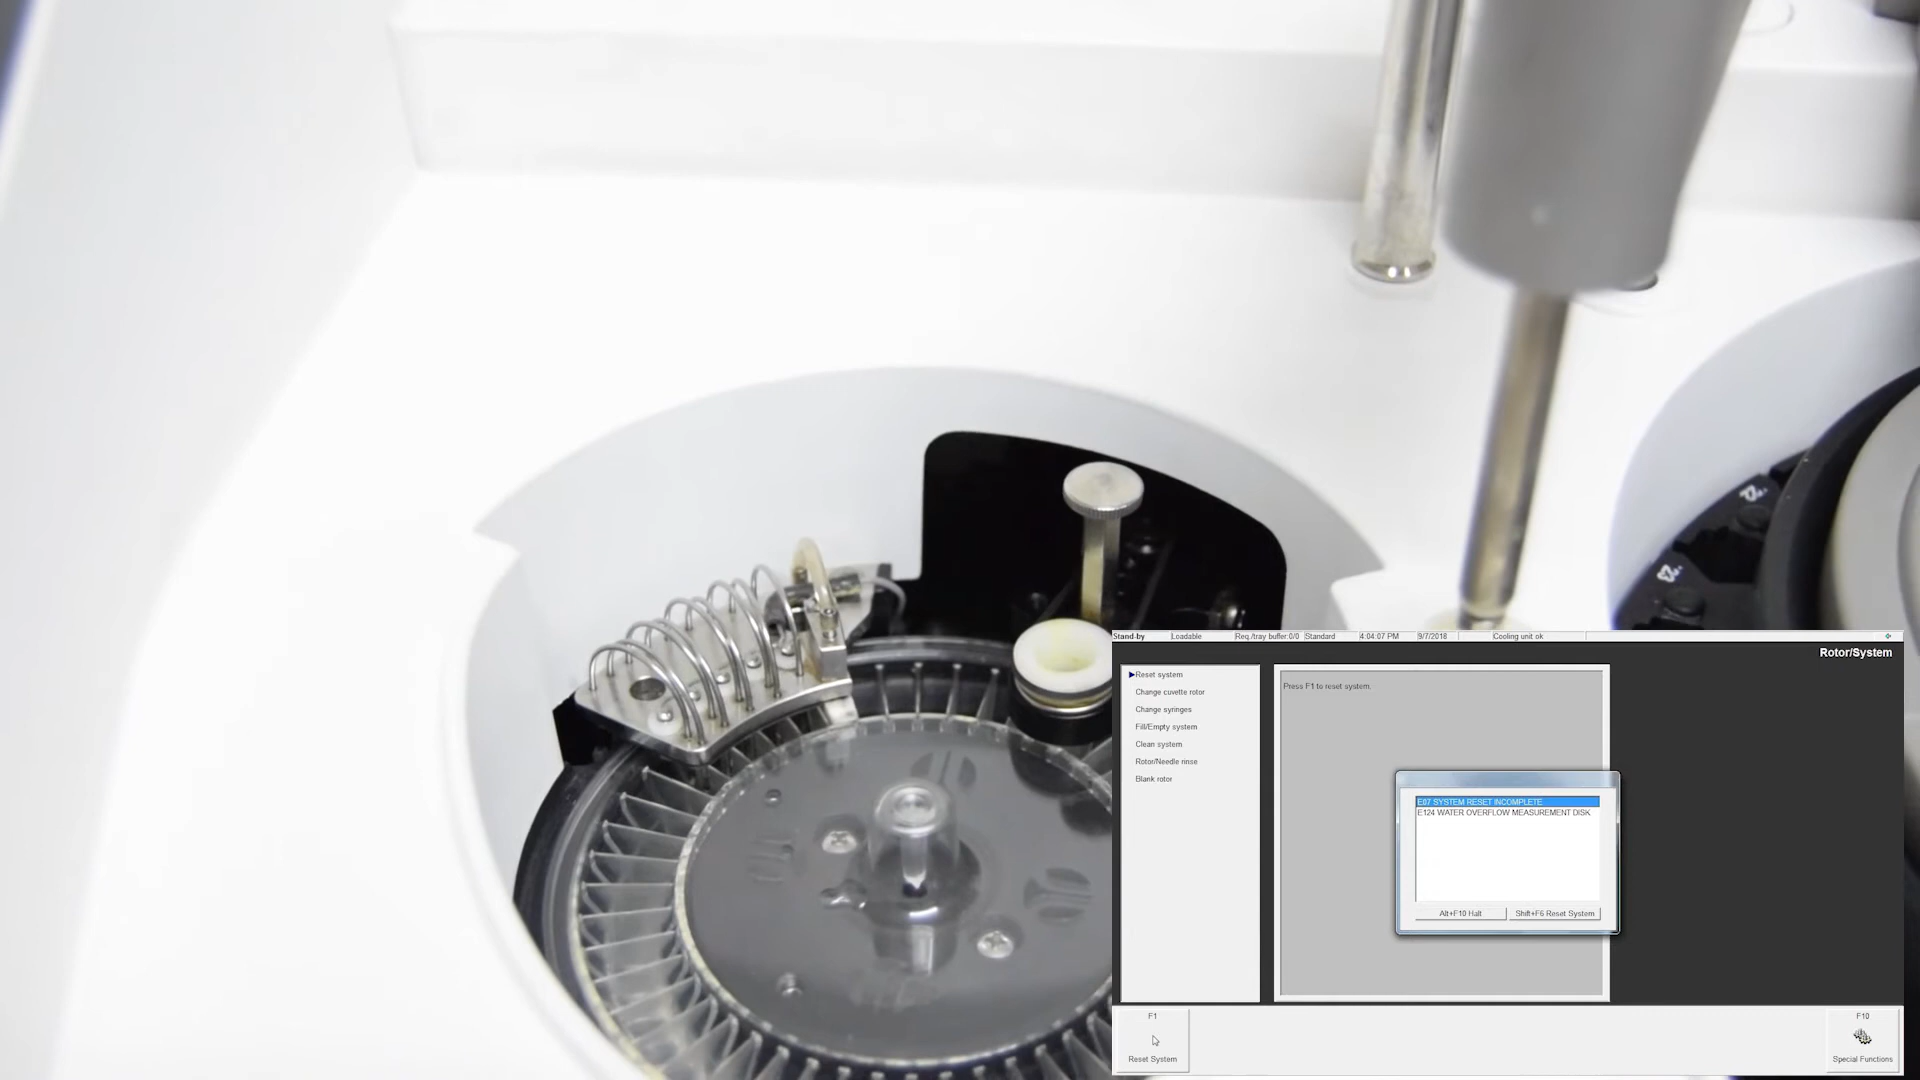 Stand-by Loadable Req./tray buffer:0/0 Standard 4:04:07 PM 9/7/2018 Cooling unit ok
Rotor/System
Reset system
Change cuvette rotor
Change syringes
Fill/Empty system
Clean system
Rotor/Needle rinse
Blank rotor
Press F1 to reset system.
E07 SYSTEM RESET INCOMPLETE
E124 WATER OVERFLOW MEASUREMENT DISK
Alt+F10 Halt Shift+F6 Reset System
F1
Reset System
F10
Special Functions
22
23